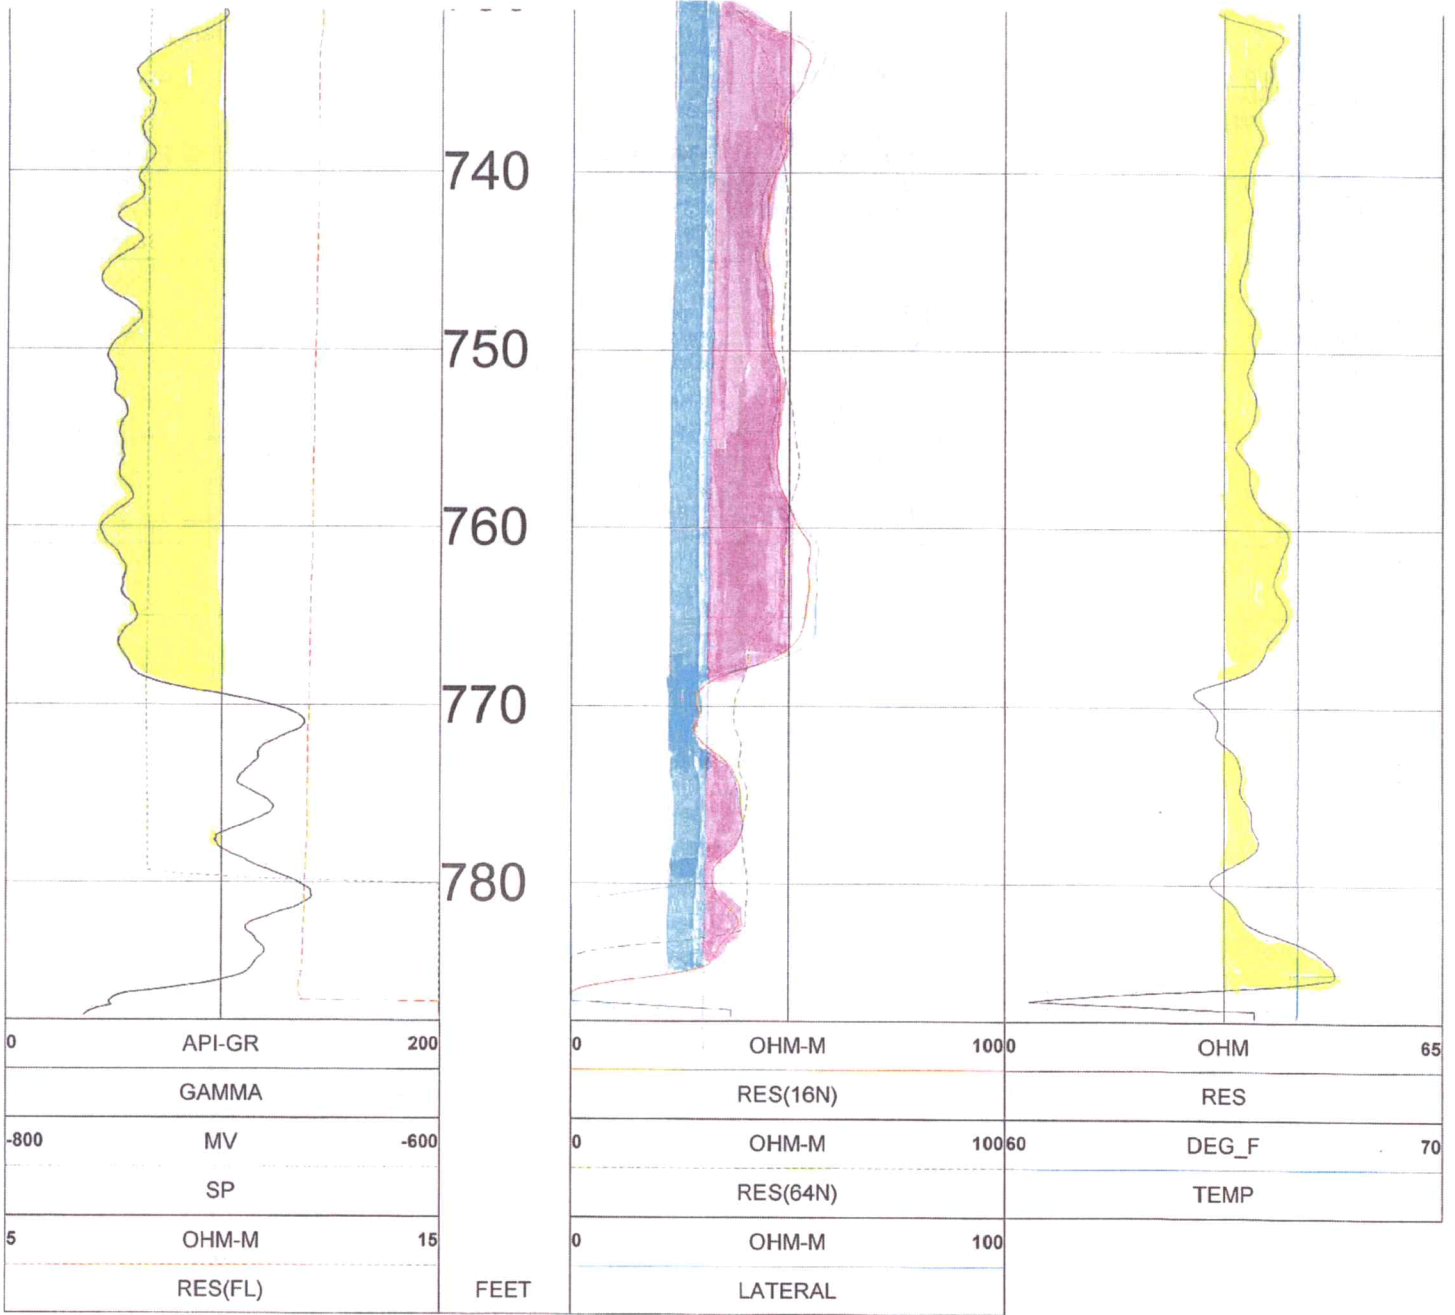 740
750
760
770
780
0 API-GR 200
GAMMA
-800 MV -600
SP
5 OHM-M 15
RES(FL)
FEET
0 OHM-M 100
RES(16N)
0 OHM-M 100
RES(64N)
0 OHM-M 100
LATERAL
0 OHM 65
RES
60 DEG_F 70
TEMP